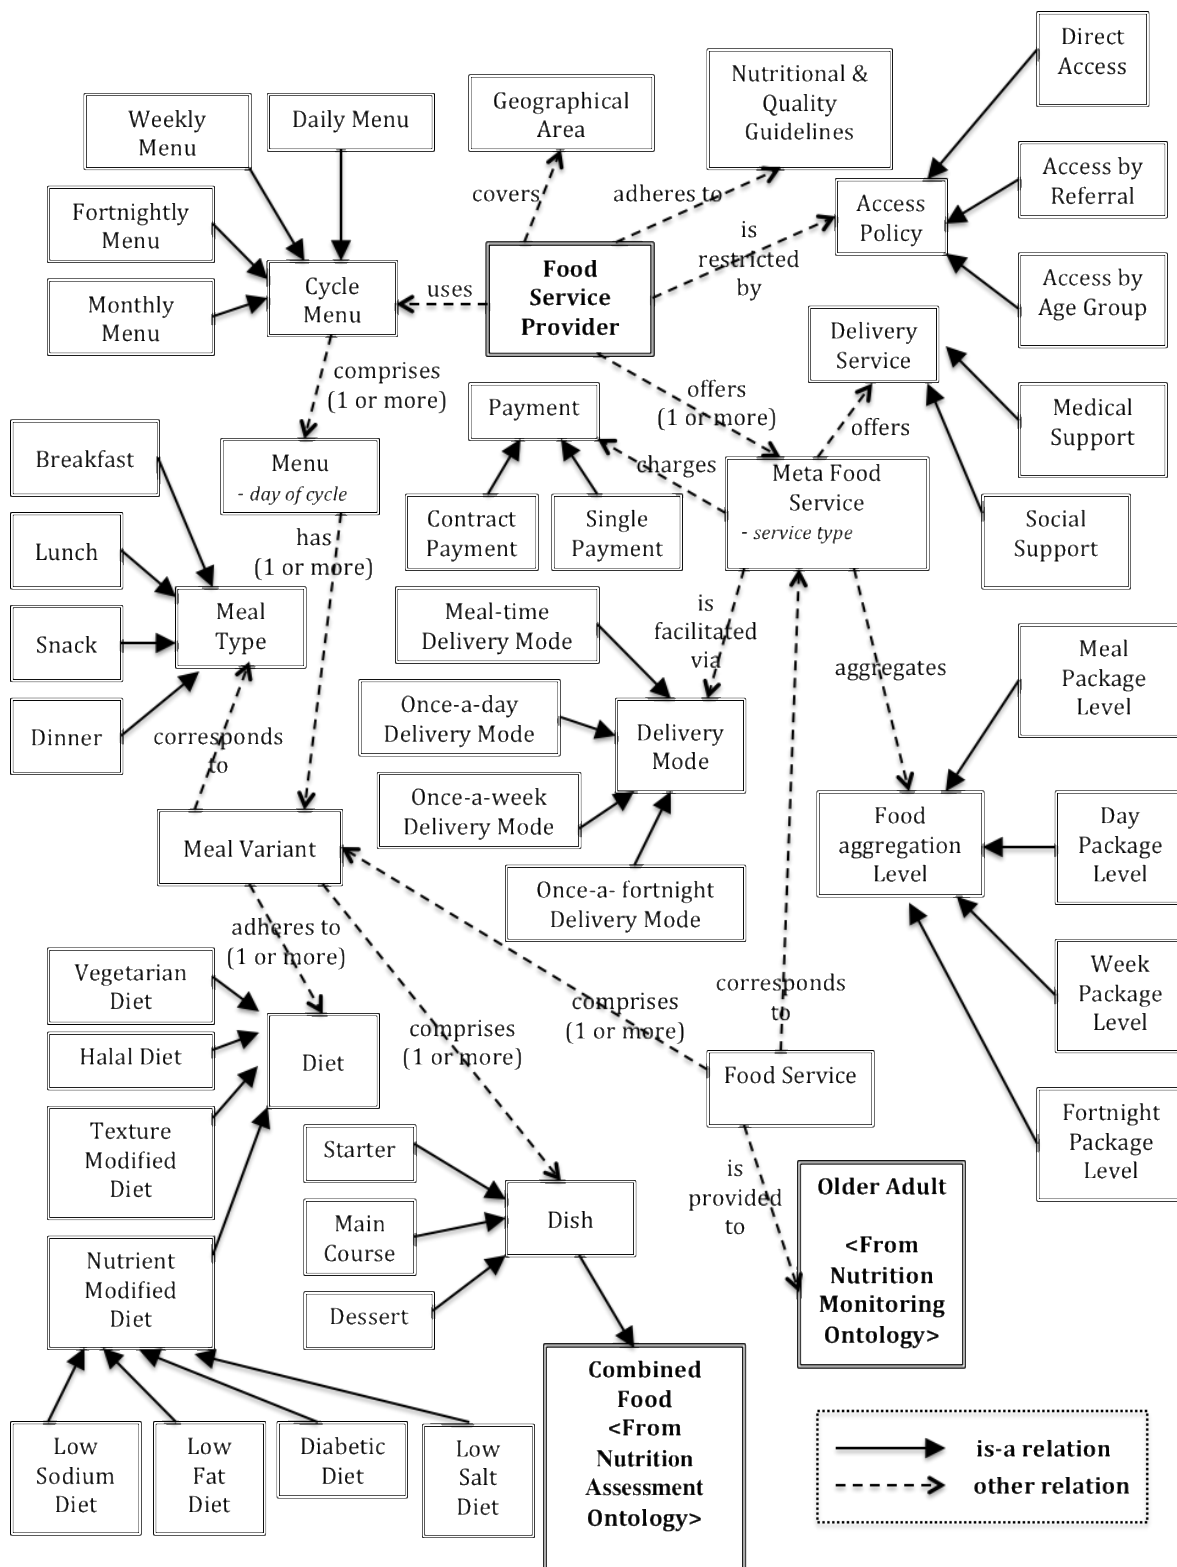 Direct
Access
Nutritional &
Quality
Guidelines
Geographical
Area
Weekly
Menu
Daily Menu
covers
adheres to
Access by
Referral
Access
Policy
Fortnightly
Menu
is
restricted
by
Food
Service
Provider
Cycle
Menu
uses
Access by
Age Group
Monthly
Menu
Delivery
Service
comprises
(1 or more)
offers
(1 or more)
Payment
offers
Medical
Support
Breakfast
Menu
- day of cycle
charges
Meta Food
Service
- service type
Contract
Payment
Single
Payment
Social
Support
has
(1 or more)
Lunch
Meal
Type
Meal-time
Delivery Mode
is
facilitated
via
Snack
aggregates
Meal
Package
Level
Once-a-day
Delivery Mode
Delivery
Mode
Dinner
corresponds
to
Once-a-week
Delivery Mode
Food
aggregation
Level
Day
Package
Level
Meal Variant
Once-a- fortnight
Delivery Mode
adheres to
(1 or more)
Vegetarian
Diet
Week
Package
Level
corresponds
to
comprises
(1 or more)
comprises
(1 or more)
Halal Diet
Diet
Food Service
Texture
Modified
Diet
Fortnight
Package
Level
Starter
is
provided
to
Older Adult
<From
Nutrition
Monitoring
Ontology>
Main
Course
Dish
Nutrient
Modified
Diet
Dessert
Combined
Food
<From
Nutrition
Assessment
Ontology>
Low
Sodium
Diet
Low
Fat
Diet
Diabetic
Diet
Low
Salt
Diet
is-a relation
other relation